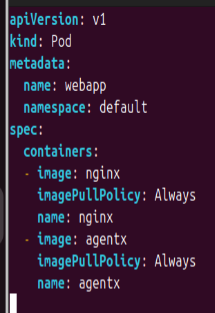 apiVersion: v1
kind: Pod
metadata:
  name: webapp
  namespace: default
spec:
  containers:
  - image: nginx
    imagePullPolicy: Always
    name: nginx
  - image: agentx
    imagePullPolicy: Always
    name: agentx